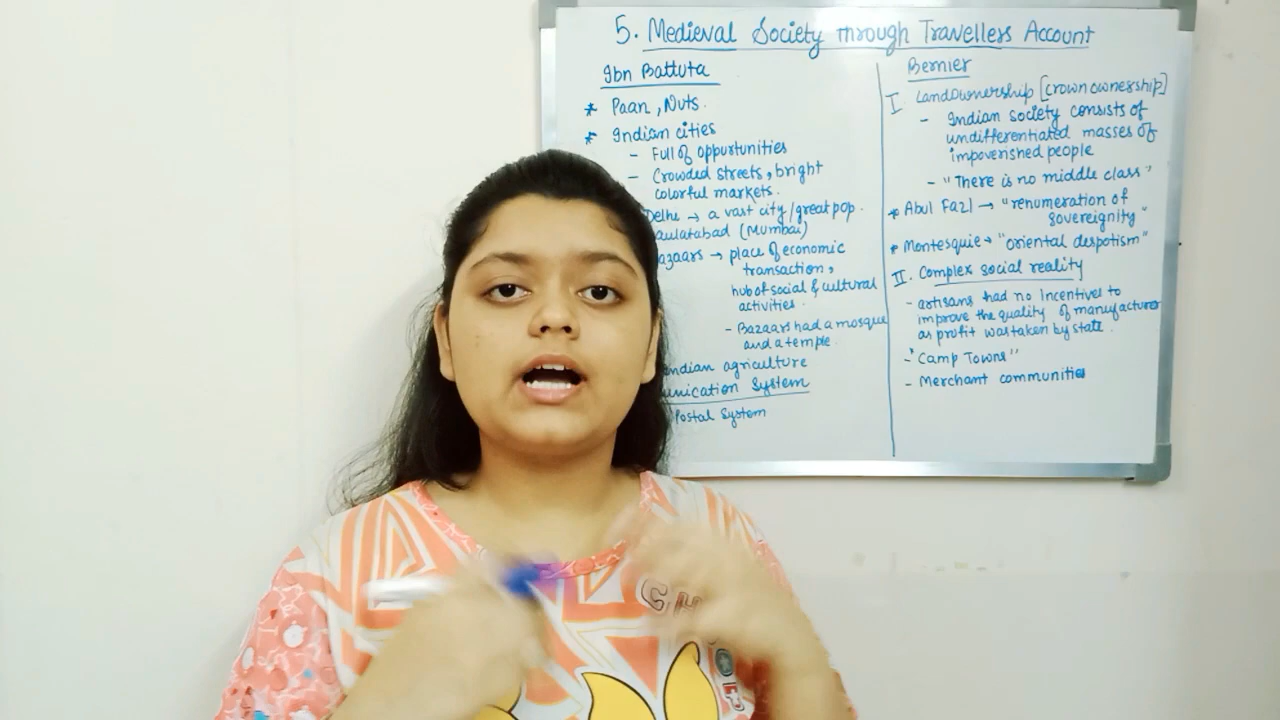 5. Medieval Society through Travellers Account
Ibn Battuta
* Paan, Nuts.
* Indian cities
- Full of oppurtunities
- Crowded streets, bright
colorful markets.
Delhe → a vast city/great pop.
aulatabad (Mumbai)
azaars → place of economic
transaction,
hub of social & cultural
activities.
- Bazaars had a mosque
and a temple.
ndian agriculture
unication System
Postal System
Bernier
I. Landownership [crown ownership]
- Indian society consists of
undifferentiated masses of
impoverished people
- "There is no middle class"
* Abul Fazl → "renumeration of
sovereignity"
* Montesquie → "oriental despotism"
II. Complex social reality
- artisans had no Incentive to
improve the quality of manufacturer
as profit was taken by state.
- "Camp Towns"
- Merchant communities
CH